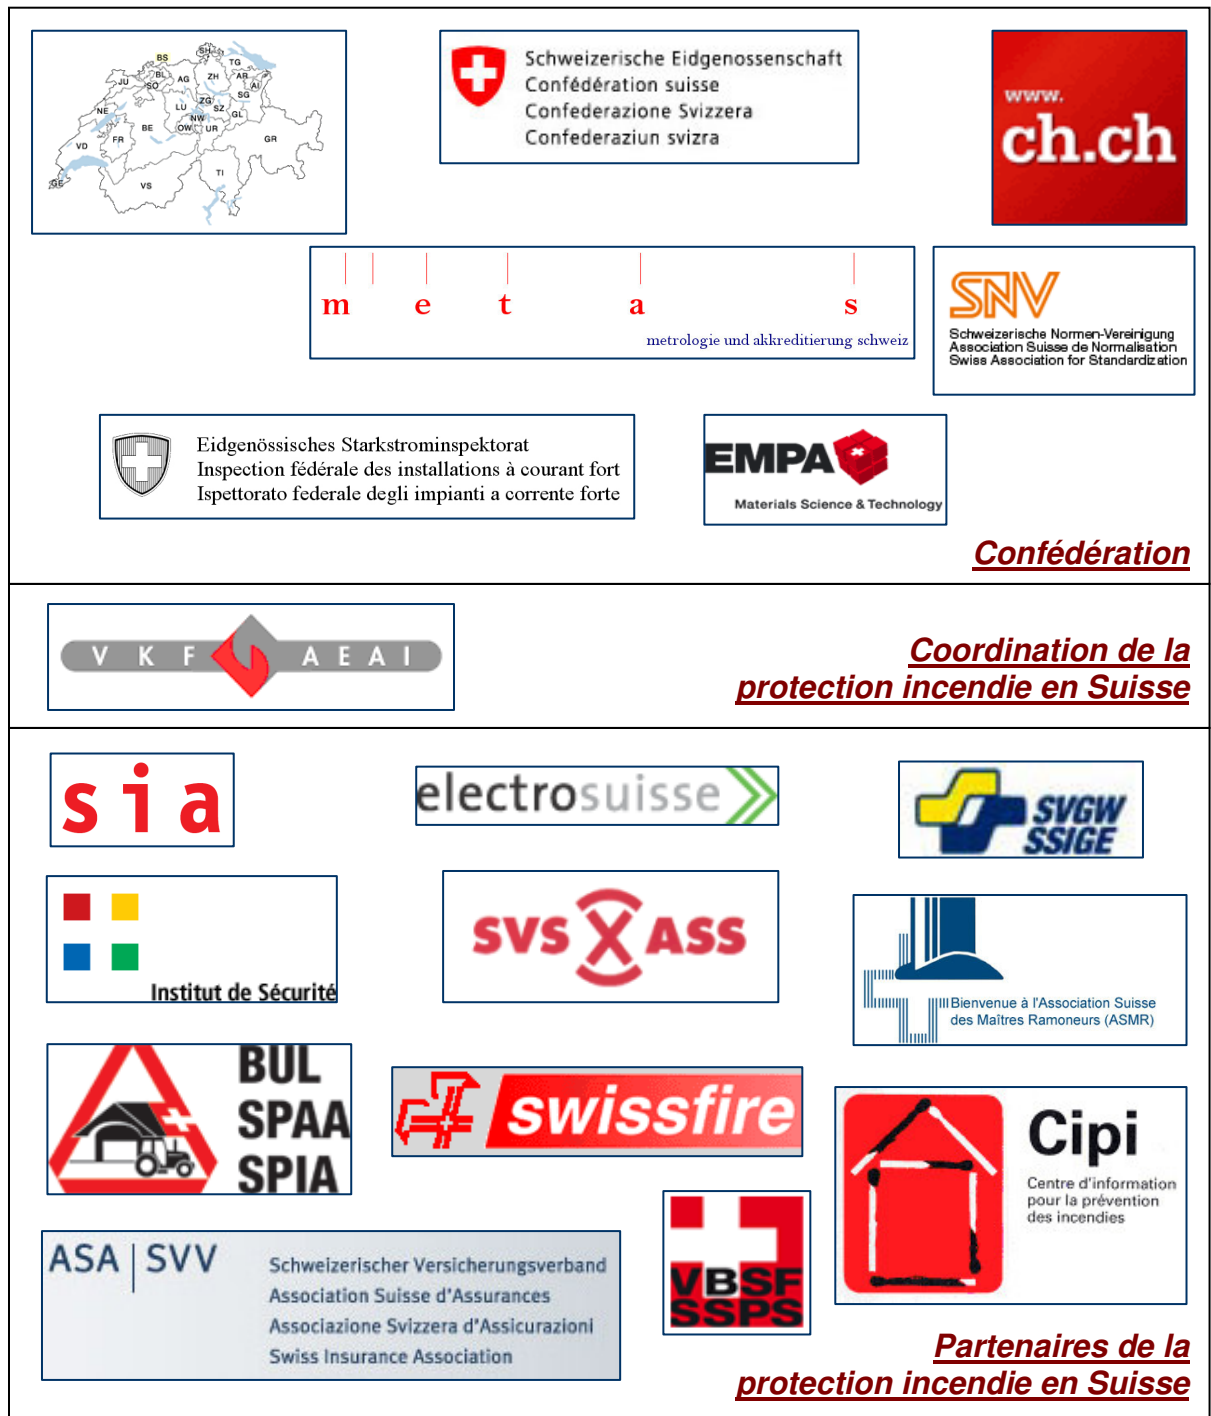 BS
SH
TG
JU
BL
SO
AG
ZH
AR
AI
SG
NE
LU
ZG
SZ
NW
GL
OW
UR
BE
FR
VD
GR
GE
VS
TI
Schweizerische Eidgenossenschaft
Confédération suisse
Confederazione Svizzera
Confederaziun svizra
www.
ch.ch
m e t a s
metrologie und akkreditierung schweiz
SNV
Schweizerische Normen-Vereinigung
Association Suisse de Normalisation
Swiss Association for Standardization
Eidgenössisches Starkstrominspektorat
Inspection fédérale des installations à courant fort
Ispettorato federale degli impianti a corrente forte
EMPA
Materials Science & Technology
Confédération
VKF AEAI
Coordination de la
protection incendie en Suisse
sia
electrosuisse
SVGW
SSIGE
Institut de Sécurité
SVS ASS
Bienvenue à l'Association Suisse
des Maîtres Ramoneurs (ASMR)
BUL
SPAA
SPIA
swissfire
Cipi
Centre d'information
pour la prévention
des incendies
VBSF
SSPS
ASA | SVV
Schweizerischer Versicherungsverband
Association Suisse d'Assurances
Associazione Svizzera d'Assicurazioni
Swiss Insurance Association
Partenaires de la
protection incendie en Suisse